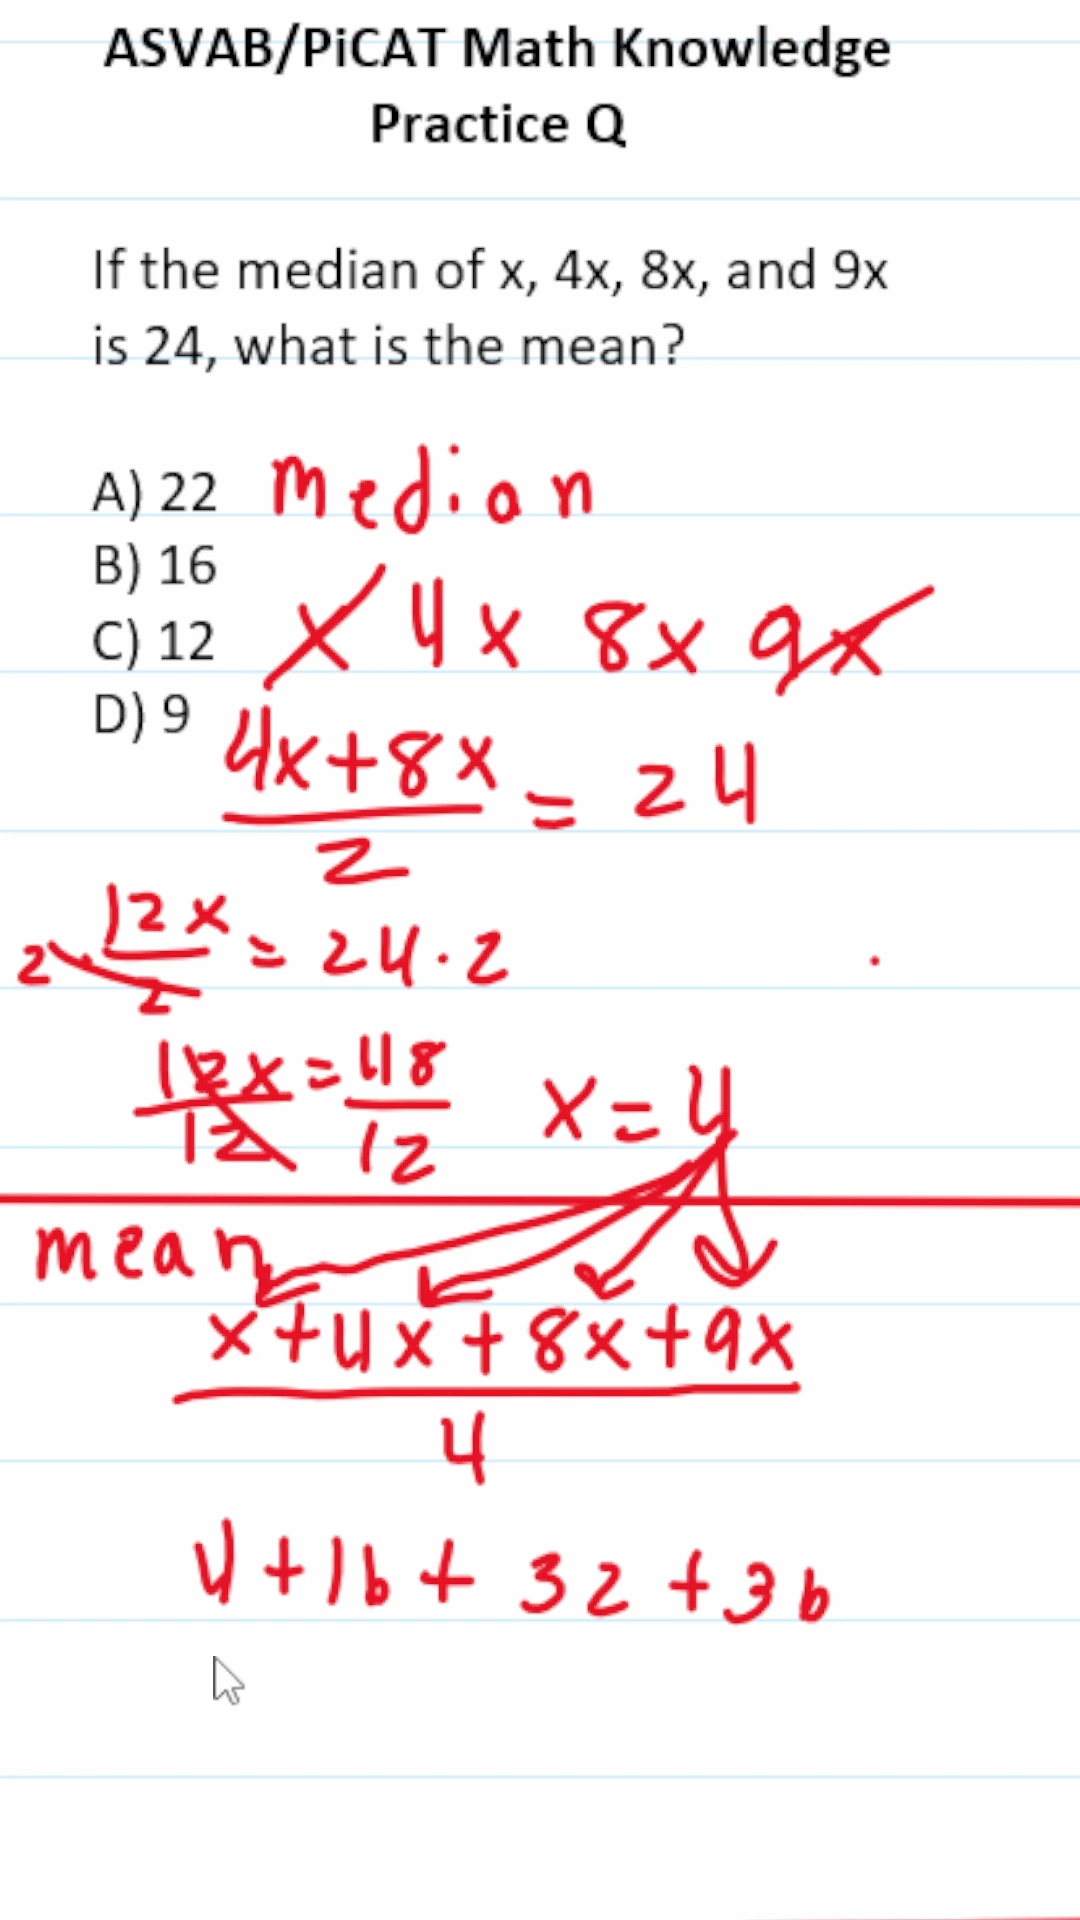 ASVAB/PiCAT Math Knowledge
Practice Q
If the median of x, 4x, 8x, and 9x
is 24, what is the mean?
A) 22
B) 16
C) 12
D) 9
median
x 4x 8x 9x
4x+8x
2
= 24
2 · 12x
2
= 24·2
12x = 48
12 12
x=4
mean
x+4x+8x+9x
4
4+16+32+36